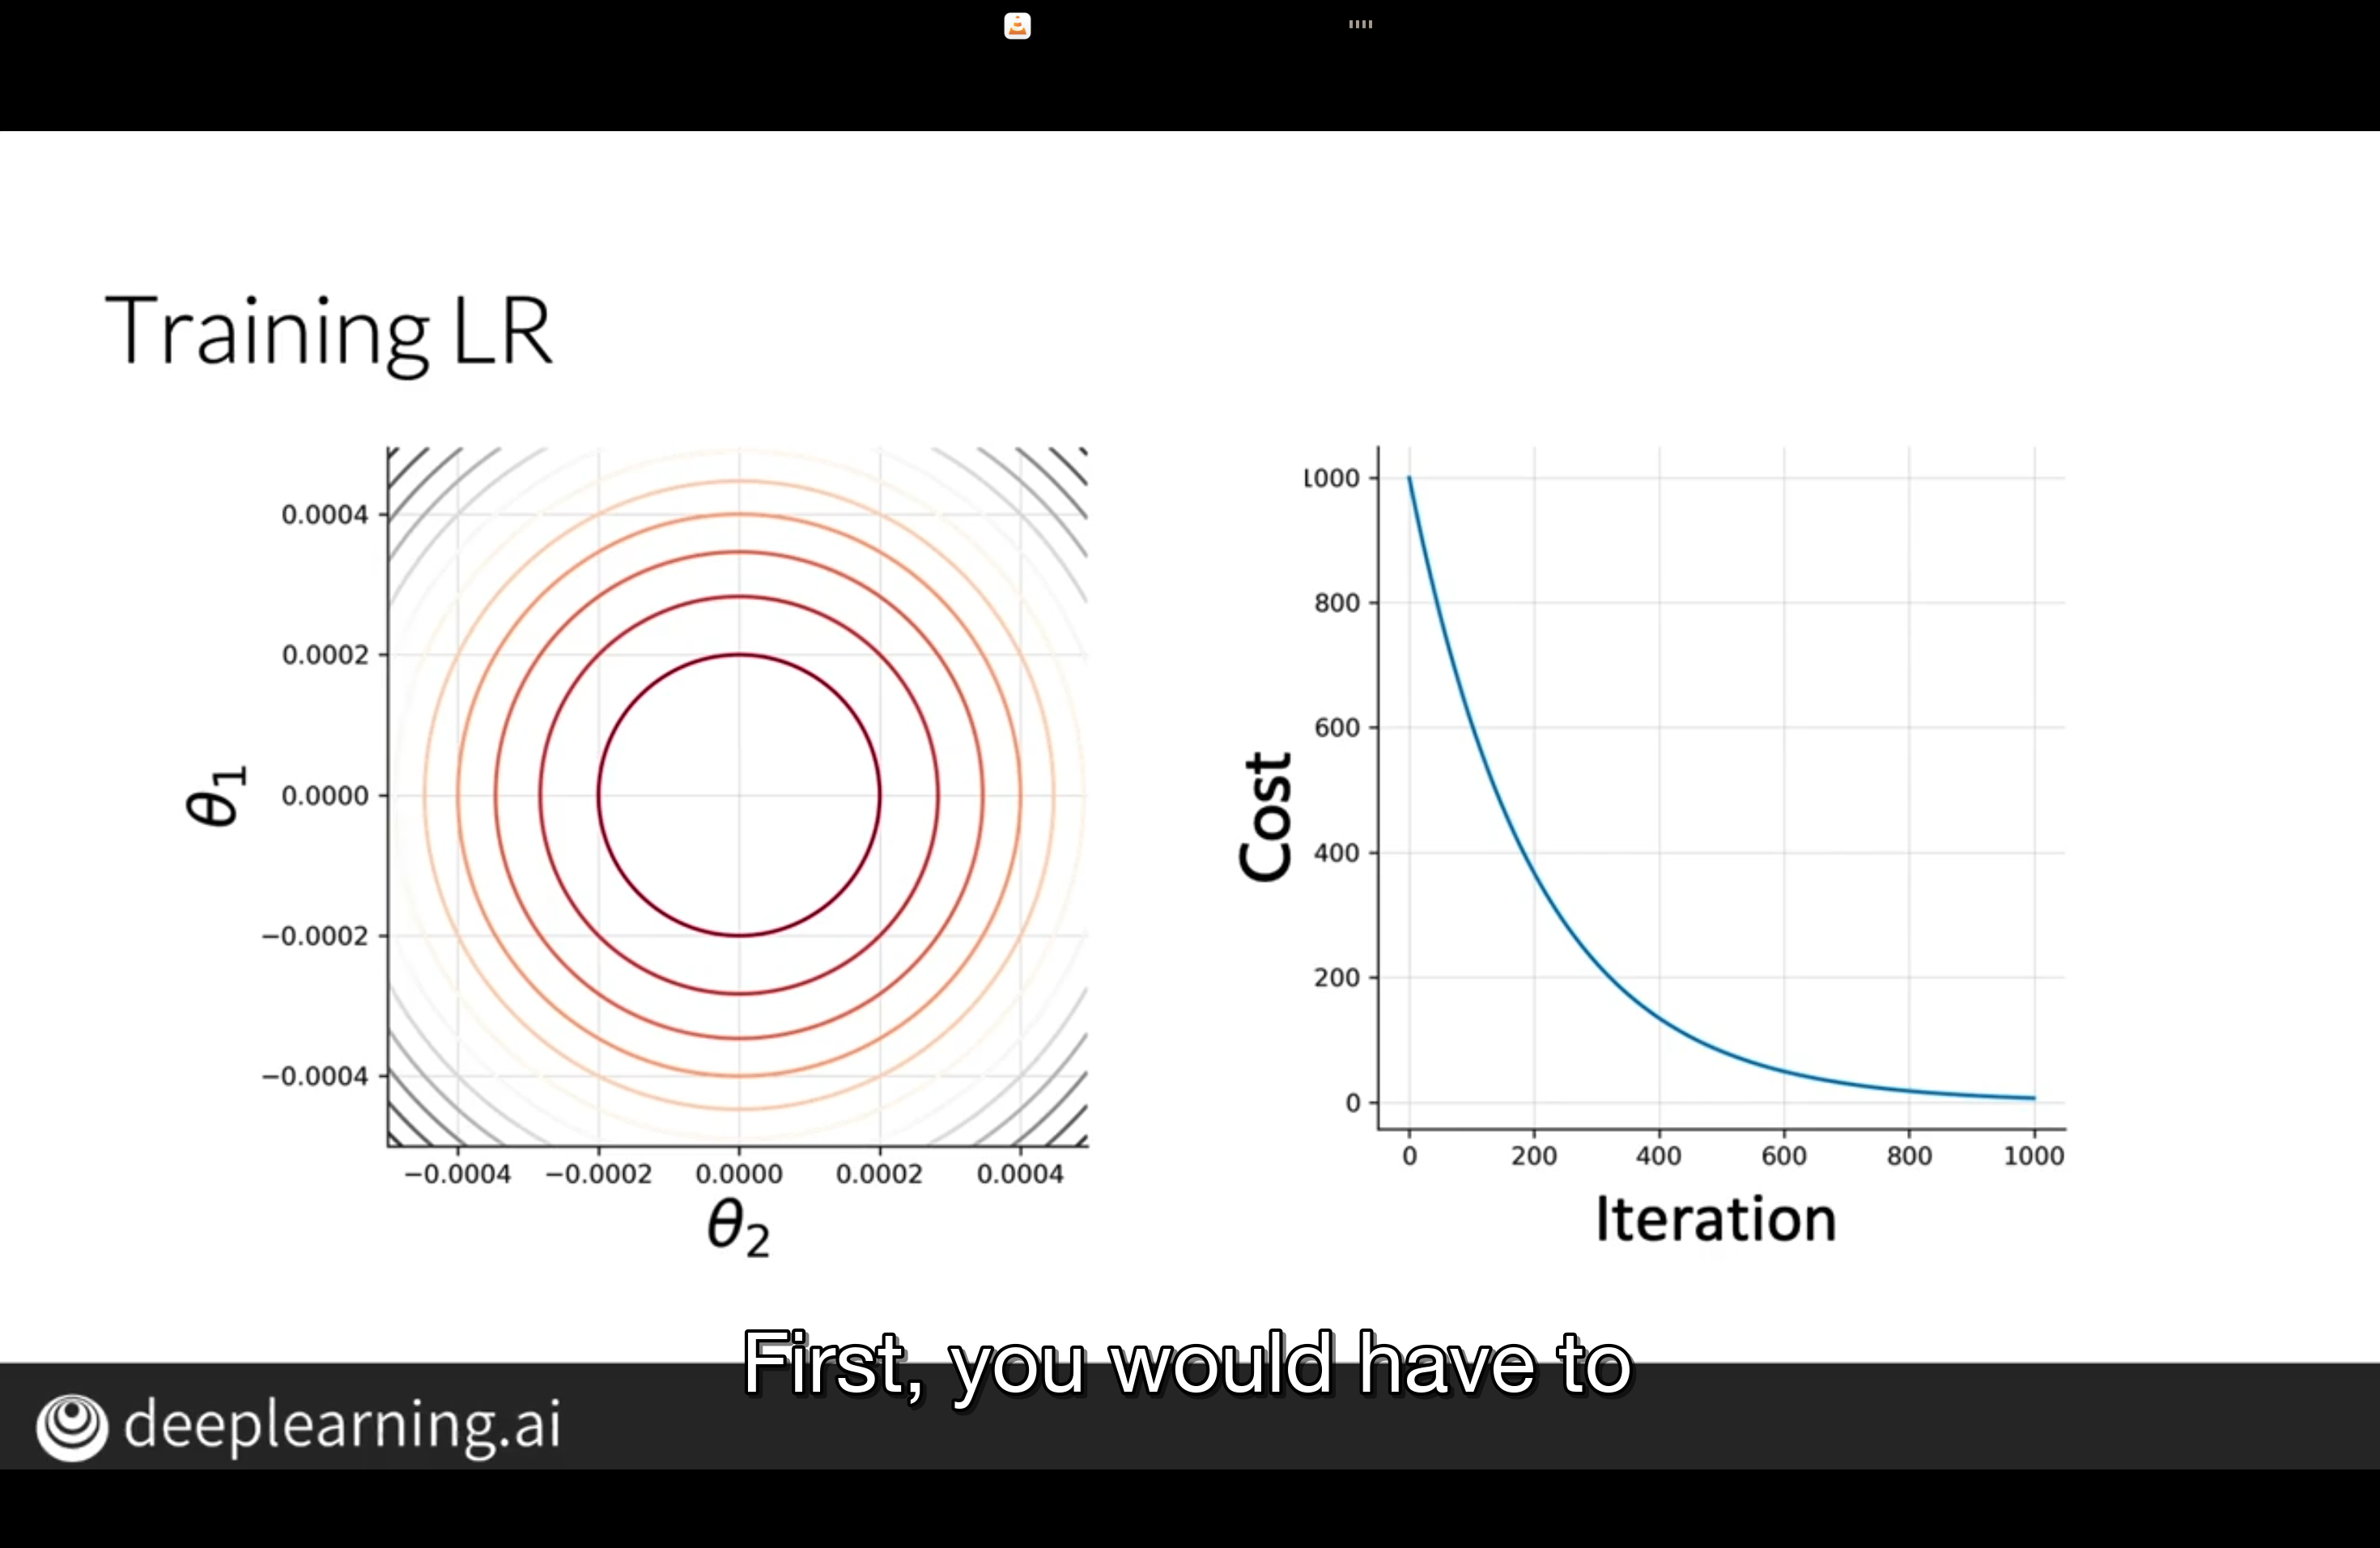 Training LR
0.0004
0.0002
0.0000
−0.0002
−0.0004
θ1
−0.0004 −0.0002 0.0000 0.0002 0.0004
θ2
1000
800
600
400
200
0
Cost
0 200 400 600 800 1000
Iteration
First, you would have to
deeplearning.ai